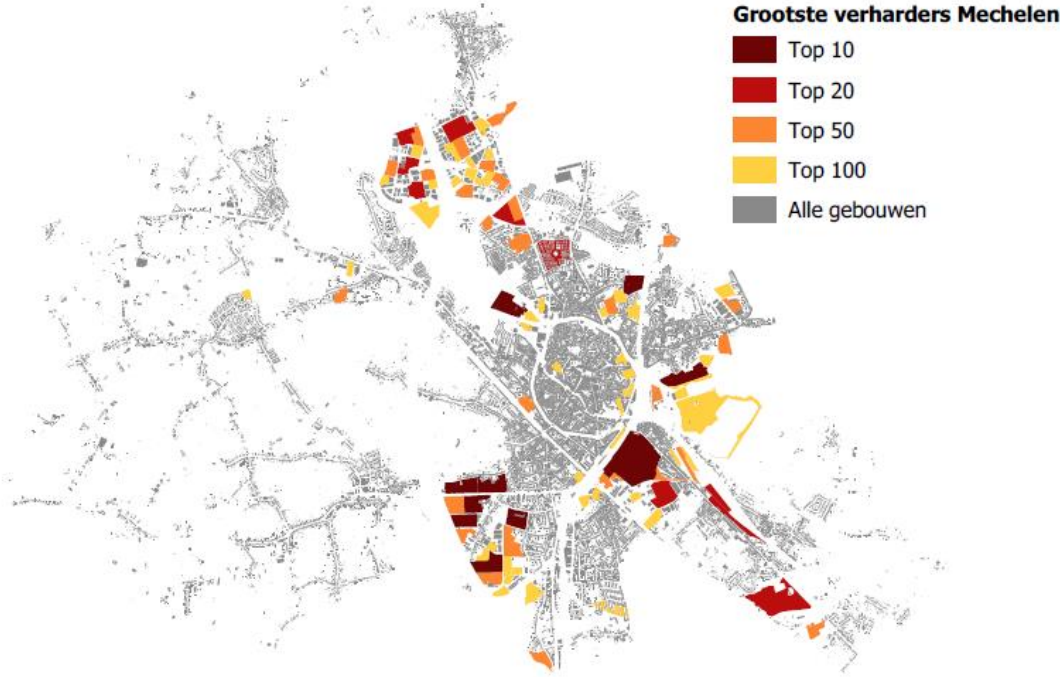 Grootste verharders Mechelen
Top 10
Top 20
Top 50
Top 100
Alle gebouwen